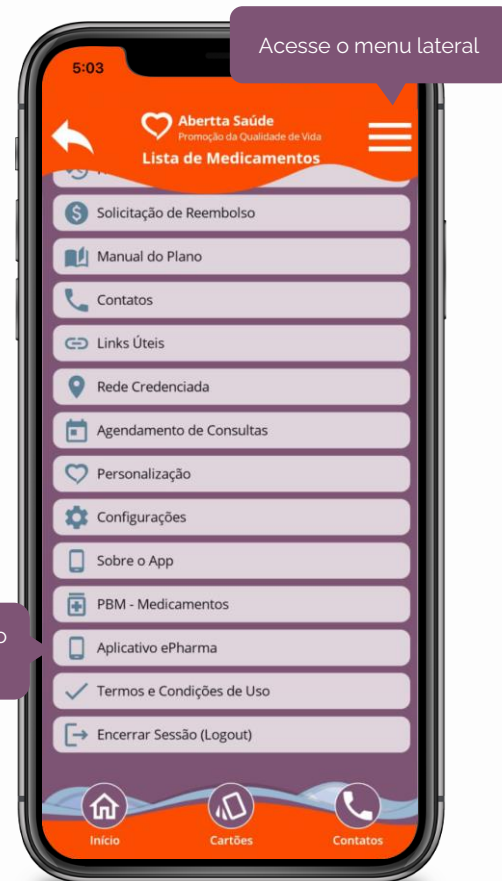 Acesse o menu lateral
5:03
Abertta Saúde
Promoção da Qualidade de Vida
Lista de Medicamentos
Solicitação de Reembolso
Manual do Plano
Contatos
Links Úteis
Rede Credenciada
Agendamento de Consultas
Personalização
Configurações
Sobre o App
PBM - Medicamentos
Aplicativo ePharma
Termos e Condições de Uso
Encerrar Sessão (Logout)
Início
Cartões
Contatos